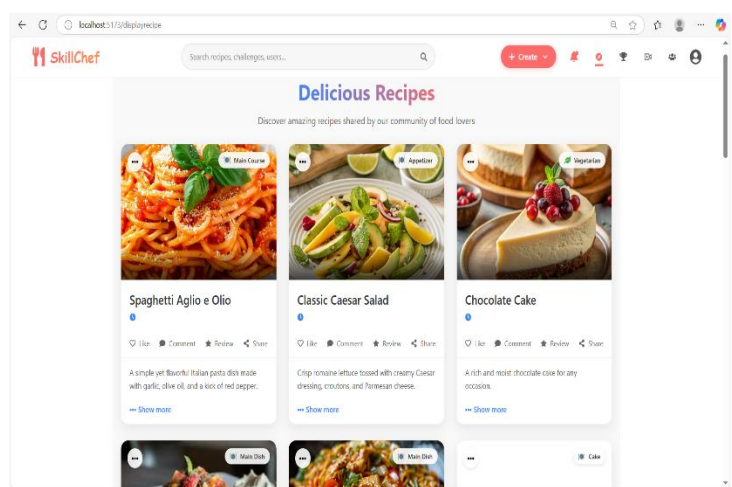 localhost:5173/displayrecipe
SkillChef
Search recipes, challenges, users...
+ Create
Delicious Recipes
Discover amazing recipes shared by our community of food lovers
Main Course
Appetizer
Vegetarian
Spaghetti Aglio e Olio
Classic Caesar Salad
Chocolate Cake
Like Comment Review Share
Like Comment Review Share
Like Comment Review Share
A simple yet flavorful Italian pasta dish made
with garlic, olive oil, and a kick of red pepper.
Crisp romaine lettuce tossed with creamy Caesar
dressing, croutons, and Parmesan cheese.
A rich and moist chocolate cake for any
occasion.
••• Show more
••• Show more
••• Show more
Main Dish
Main Dish
Cake